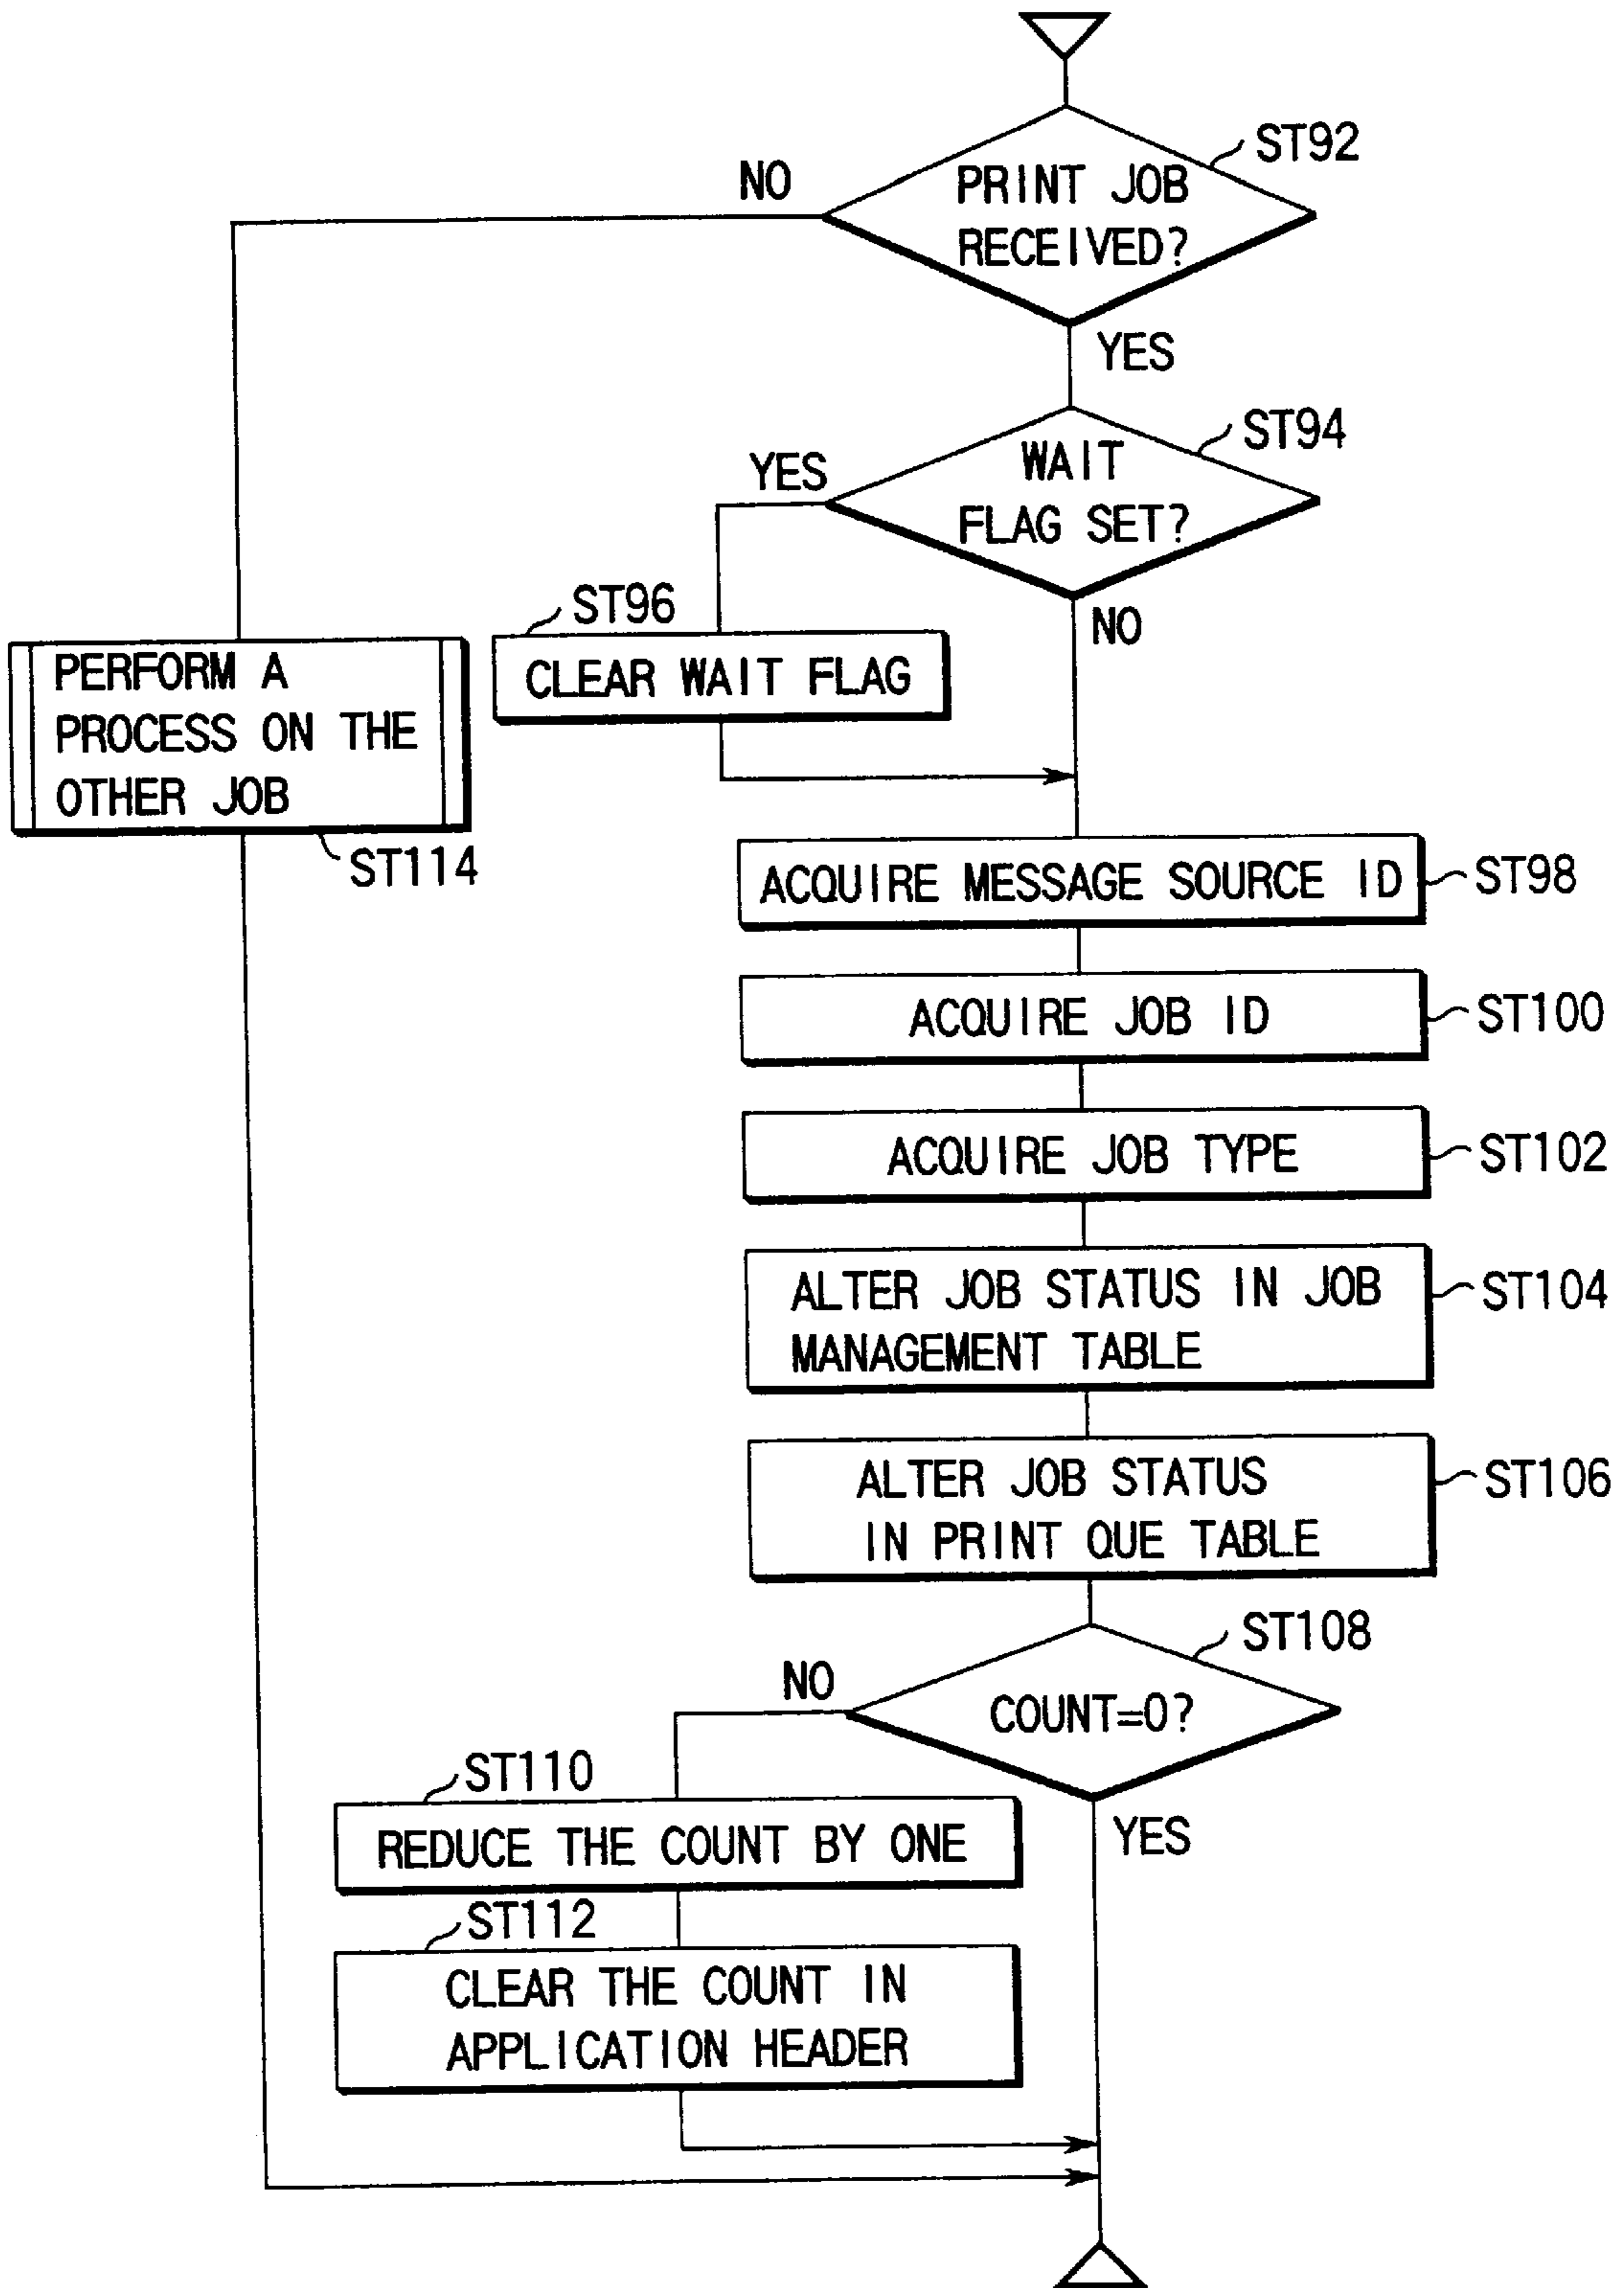 ST92
NO
PRINT JOB
RECEIVED?
YES
ST94
YES
WAIT
FLAG SET?
ST96
NO
CLEAR WAIT FLAG
PERFORM A
PROCESS ON THE
OTHER JOB
ST114
ACQUIRE MESSAGE SOURCE ID
ST98
ACQUIRE JOB ID
ST100
ACQUIRE JOB TYPE
ST102
ALTER JOB STATUS IN JOB
MANAGEMENT TABLE
ST104
ALTER JOB STATUS
IN PRINT QUE TABLE
ST106
ST108
NO
COUNT=0?
ST110
YES
REDUCE THE COUNT BY ONE
ST112
CLEAR THE COUNT IN
APPLICATION HEADER